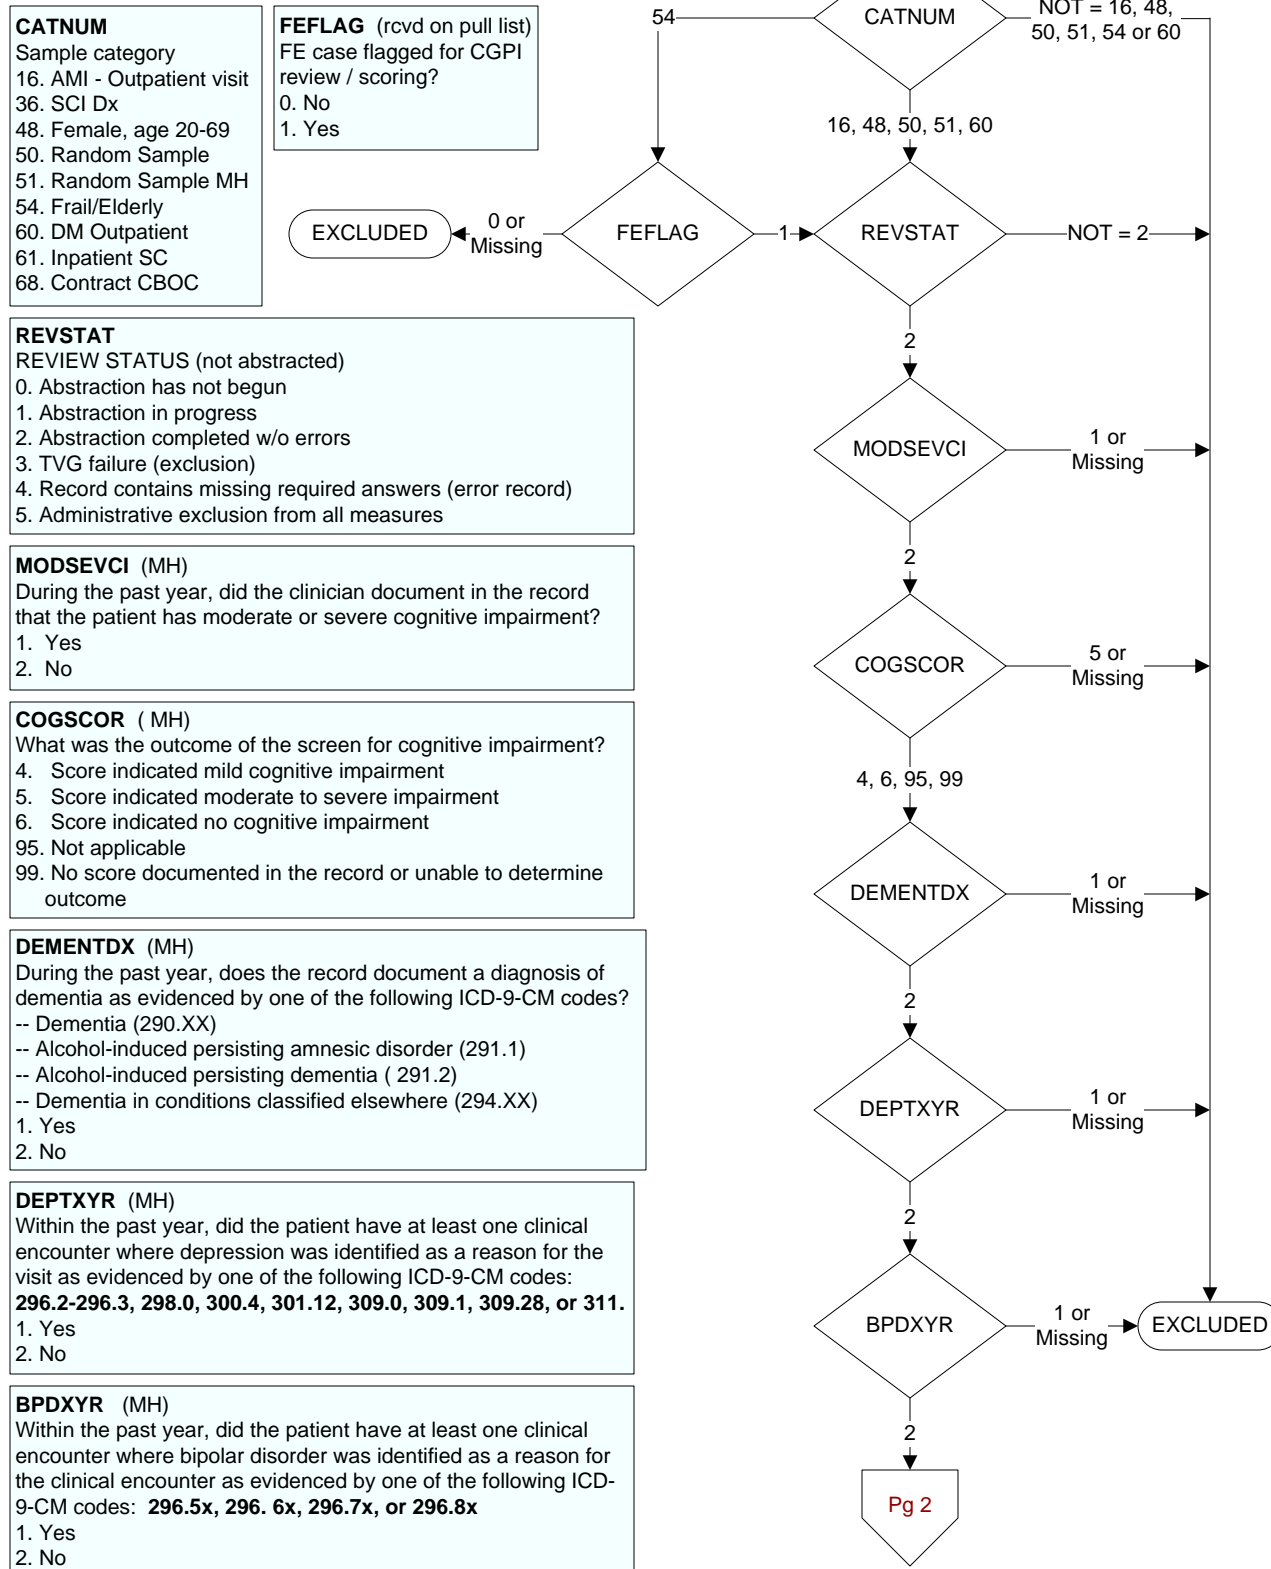 CATNUM
Sample category
16. AMI - Outpatient visit
36. SCI Dx
48. Female, age 20-69
50. Random Sample
51. Random Sample MH
54. Frail/Elderly
60. DM Outpatient
61. Inpatient SC
68. Contract CBOC
FEFLAG (rcvd on pull list)
FE case flagged for CGPI
review / scoring?
0. No
1. Yes
54
CATNUM
NOT = 16, 48,
50, 51, 54 or 60
16, 48, 50, 51, 60
EXCLUDED
0 or
Missing
FEFLAG
1
REVSTAT
NOT = 2
2
REVSTAT
REVIEW STATUS (not abstracted)
0. Abstraction has not begun
1. Abstraction in progress
2. Abstraction completed w/o errors
3. TVG failure (exclusion)
4. Record contains missing required answers (error record)
5. Administrative exclusion from all measures
MODSEVCI
1 or
Missing
2
MODSEVCI (MH)
During the past year, did the clinician document in the record
that the patient has moderate or severe cognitive impairment?
1. Yes
2. No
COGSCOR
5 or
Missing
4, 6, 95, 99
COGSCOR ( MH)
What was the outcome of the screen for cognitive impairment?
4. Score indicated mild cognitive impairment
5. Score indicated moderate to severe impairment
6. Score indicated no cognitive impairment
95. Not applicable
99. No score documented in the record or unable to determine
outcome
DEMENTDX
1 or
Missing
2
DEMENTDX (MH)
During the past year, does the record document a diagnosis of
dementia as evidenced by one of the following ICD-9-CM codes?
-- Dementia (290.XX)
-- Alcohol-induced persisting amnesic disorder (291.1)
-- Alcohol-induced persisting dementia ( 291.2)
-- Dementia in conditions classified elsewhere (294.XX)
1. Yes
2. No
DEPTXYR
1 or
Missing
2
DEPTXYR (MH)
Within the past year, did the patient have at least one clinical
encounter where depression was identified as a reason for the
visit as evidenced by one of the following ICD-9-CM codes:
296.2-296.3, 298.0, 300.4, 301.12, 309.0, 309.1, 309.28, or 311.
1. Yes
2. No
BPDXYR
1 or
Missing
EXCLUDED
2
BPDXYR (MH)
Within the past year, did the patient have at least one clinical
encounter where bipolar disorder was identified as a reason for
the clinical encounter as evidenced by one of the following ICD-
9-CM codes: 296.5x, 296. 6x, 296.7x, or 296.8x
1. Yes
2. No
Pg 2